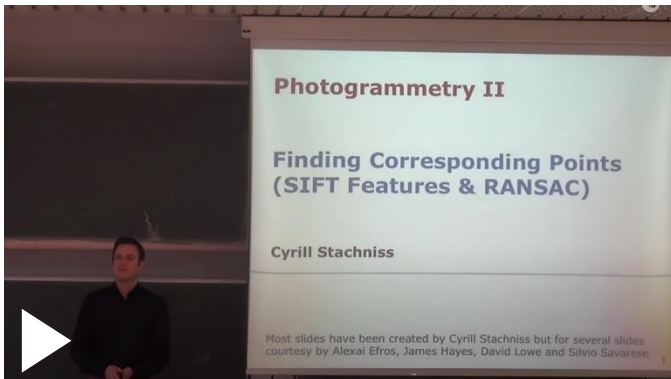 Photogrammetry II
Finding Corresponding Points
(SIFT Features & RANSAC)
Cyrill Stachniss
Most slides have been created by Cyrill Stachniss but for several slides
courtesy by Alexai Efros, James Hayes, David Lowe and Silvio Savarese
1